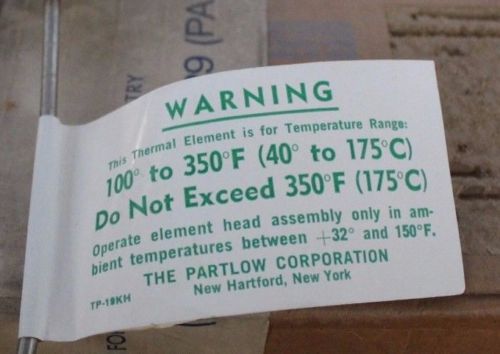 WARNING
This Thermal Element is for Temperature Range:
100° to 350°F (40° to 175°C)
Do Not Exceed 350°F (175°C)
Operate element head assembly only in am-
bient temperatures between +32° and 150°F.
THE PARTLOW CORPORATION
New Hartford, New York
TP-19KH